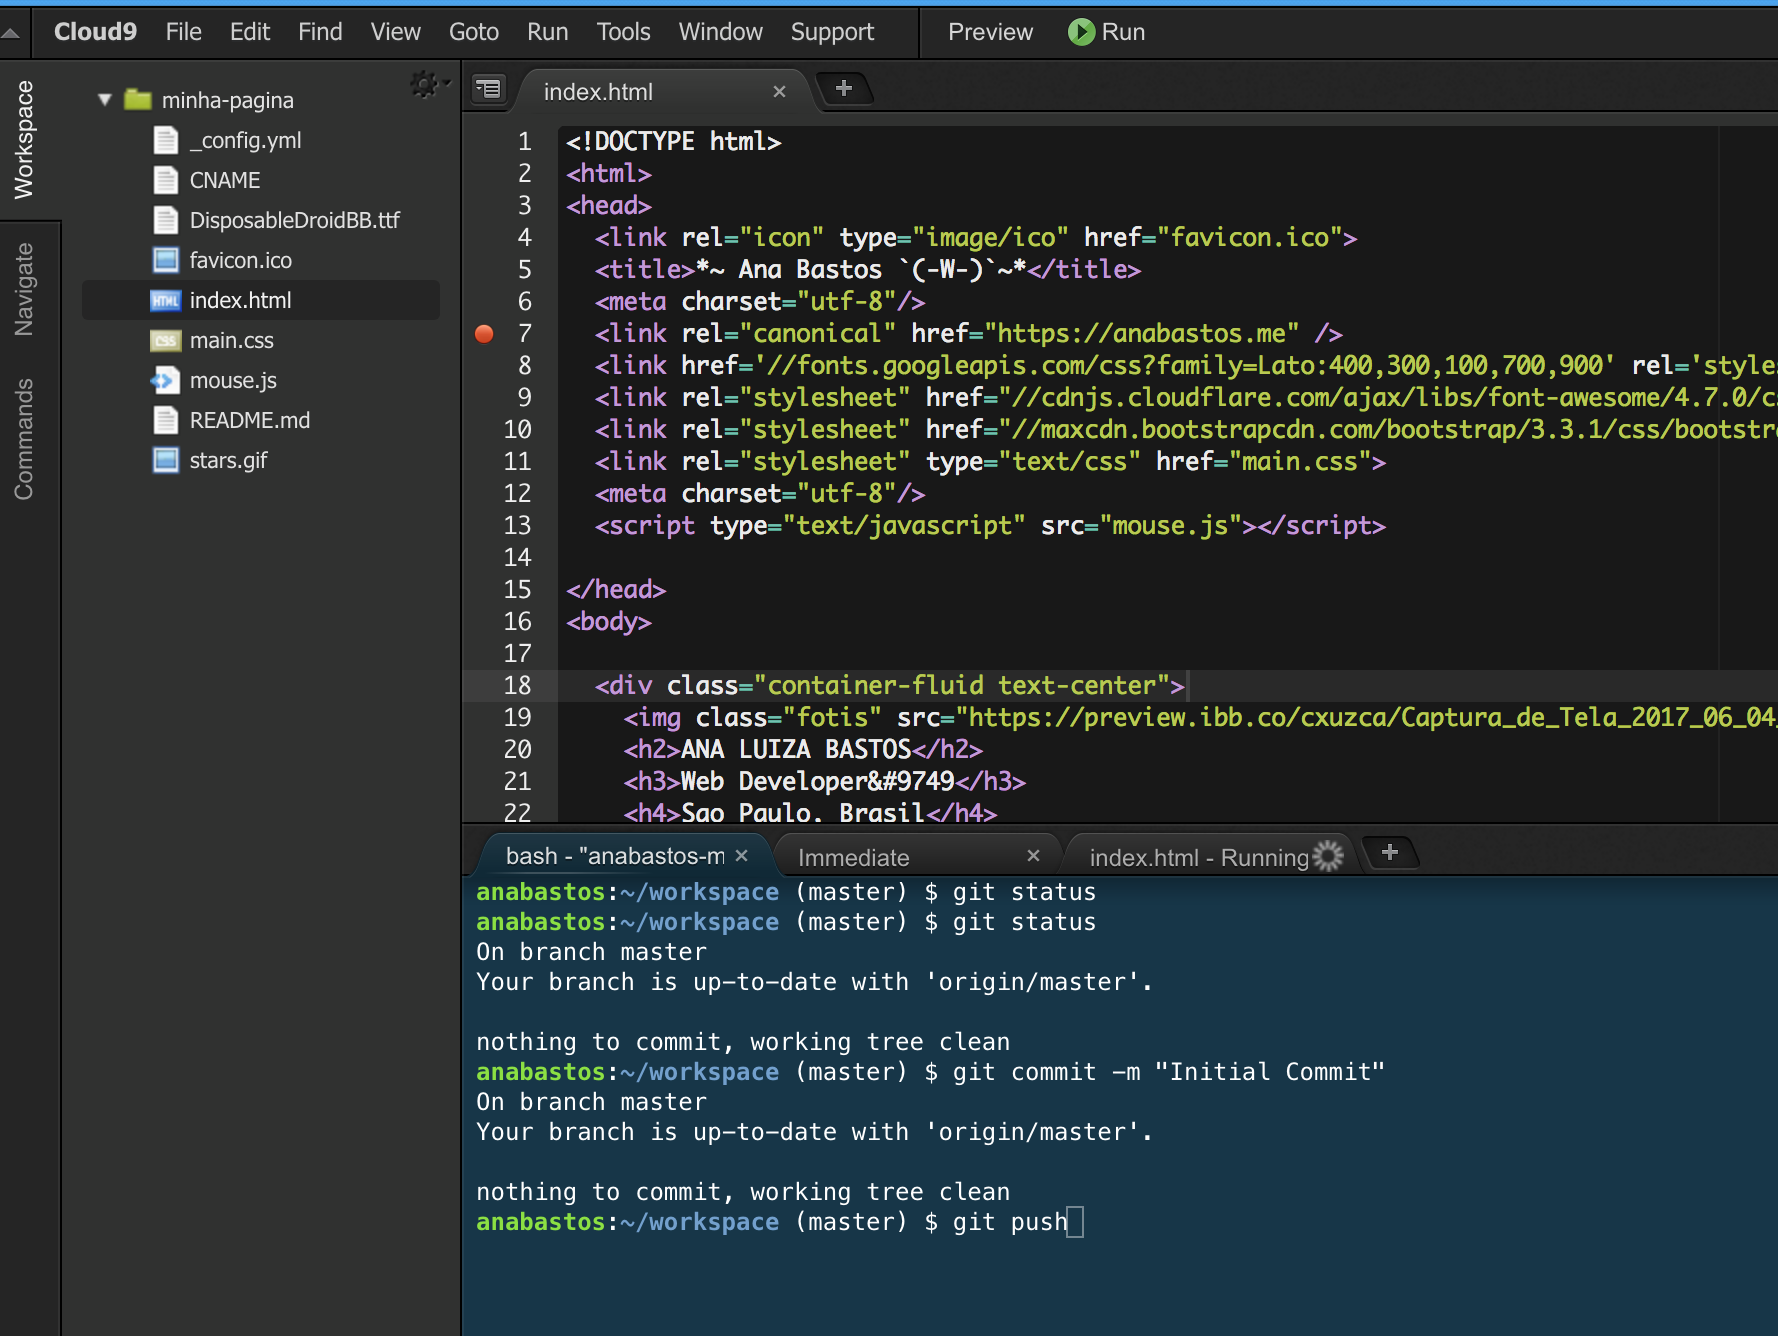 Cloud9 File Edit Find View Goto Run Tools Window Support Preview Run
Workspace
Navigate
Commands
minha-pagina
_config.yml
CNAME
DisposableDroidBB.ttf
favicon.ico
HTML index.html
CSS main.css
mouse.js
README.md
stars.gif
index.html
1 <!DOCTYPE html>
2 <html>
3 <head>
4 <link rel="icon" type="image/ico" href="favicon.ico">
5 <title>*~ Ana Bastos `(-W-)`~*</title>
6 <meta charset="utf-8"/>
7 <link rel="canonical" href="https://anabastos.me" />
8 <link href='//fonts.googleapis.com/css?family=Lato:400,300,100,700,900' rel='styles
9 <link rel="stylesheet" href="//cdnjs.cloudflare.com/ajax/libs/font-awesome/4.7.0/cs
10 <link rel="stylesheet" href="//maxcdn.bootstrapcdn.com/bootstrap/3.3.1/css/bootstr
11 <link rel="stylesheet" type="text/css" href="main.css">
12 <meta charset="utf-8"/>
13 <script type="text/javascript" src="mouse.js"></script>
14
15 </head>
16 <body>
17
18 <div class="container-fluid text-center">
19 <img class="fotis" src="https://preview.ibb.co/cxuzca/Captura_de_Tela_2017_06_04_
20 <h2>ANA LUIZA BASTOS</h2>
21 <h3>Web Developer&#9749</h3>
22 <h4>Sao Paulo, Brasil</h4>
bash - "anabastos-m Immediate index.html - Running
anabastos:~/workspace (master) $ git status
anabastos:~/workspace (master) $ git status
On branch master
Your branch is up-to-date with 'origin/master'.
nothing to commit, working tree clean
anabastos:~/workspace (master) $ git commit -m "Initial Commit"
On branch master
Your branch is up-to-date with 'origin/master'.
nothing to commit, working tree clean
anabastos:~/workspace (master) $ git push